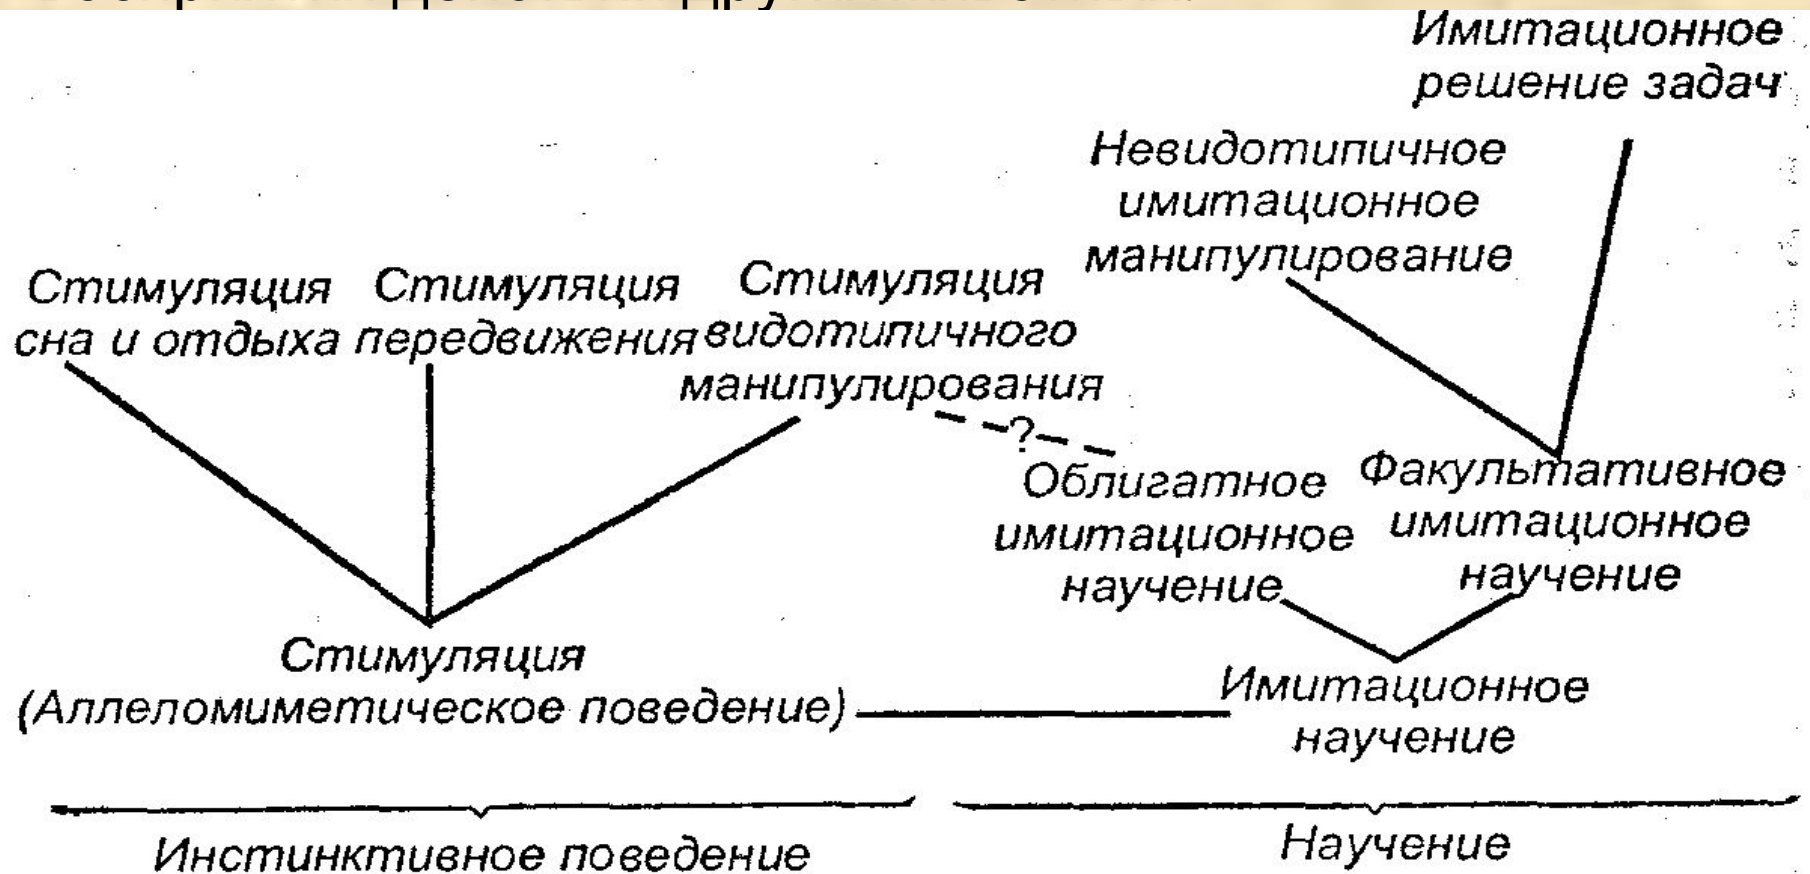 Имитационное
решение задач
Невидотипичное
имитационное
манипулирование
Стимуляция
сна и отдыха
Стимуляция
передвижения
Стимуляция
видотипичного
манипулирования
?
Облигатное
имитационное
научение
Факультативное
имитационное
научение
Стимуляция
(Аллеломиметическое поведение)
Имитационное
научение
Инстинктивное поведение
Научение